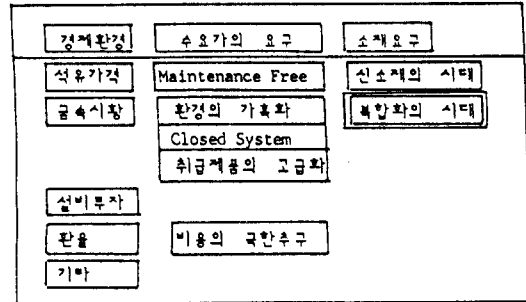 경제환경 수요가의 요구 소재요구
석유가격 Maintenance Free 신소재의 시대
금속시황 환경의 가혹화 복합화의 시대
Closed System
취급제품의 고급화
설비투자
환율 비용의 극한추구
기타